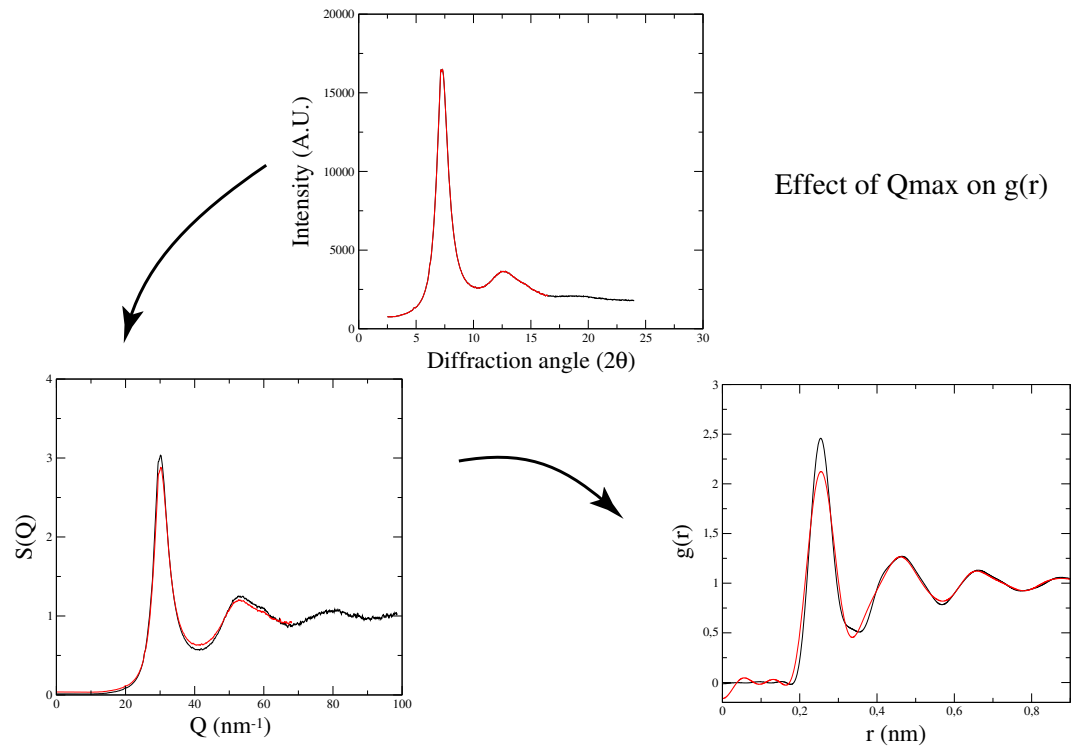 20000
15000
10000
5000
0
Intensity (A.U.)
0 5 10 15 20 25 30
Diffraction angle (2θ)
Effect of Qmax on g(r)
4
3
2
1
0
S(Q)
0 20 40 60 80 100
Q (nm-1)
3
2,5
2
1,5
1
0,5
0
g(r)
0 0,2 0,4 0,6 0,8
r (nm)